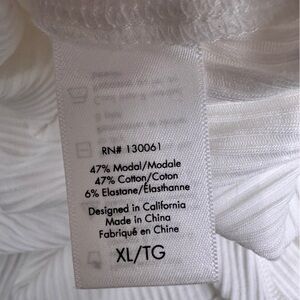 RN# 130061
47% Modal/Modale
47% Cotton/Coton
6% Elastane/Élasthanne
Designed in California
Made in China
Fabriqué en Chine
XL/TG